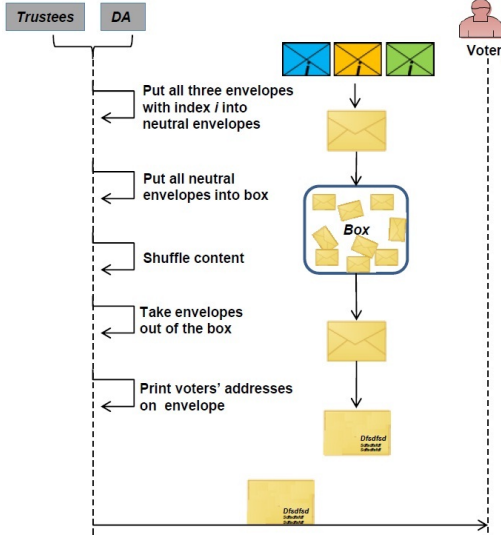 Trustees
DA
Voter
i
i
i
Put all three envelopes
with index i into
neutral envelopes
Put all neutral
envelopes into box
Box
Shuffle content
Take envelopes
out of the box
Print voters' addresses
on envelope
Dfsdfsd
Dfsdfsd